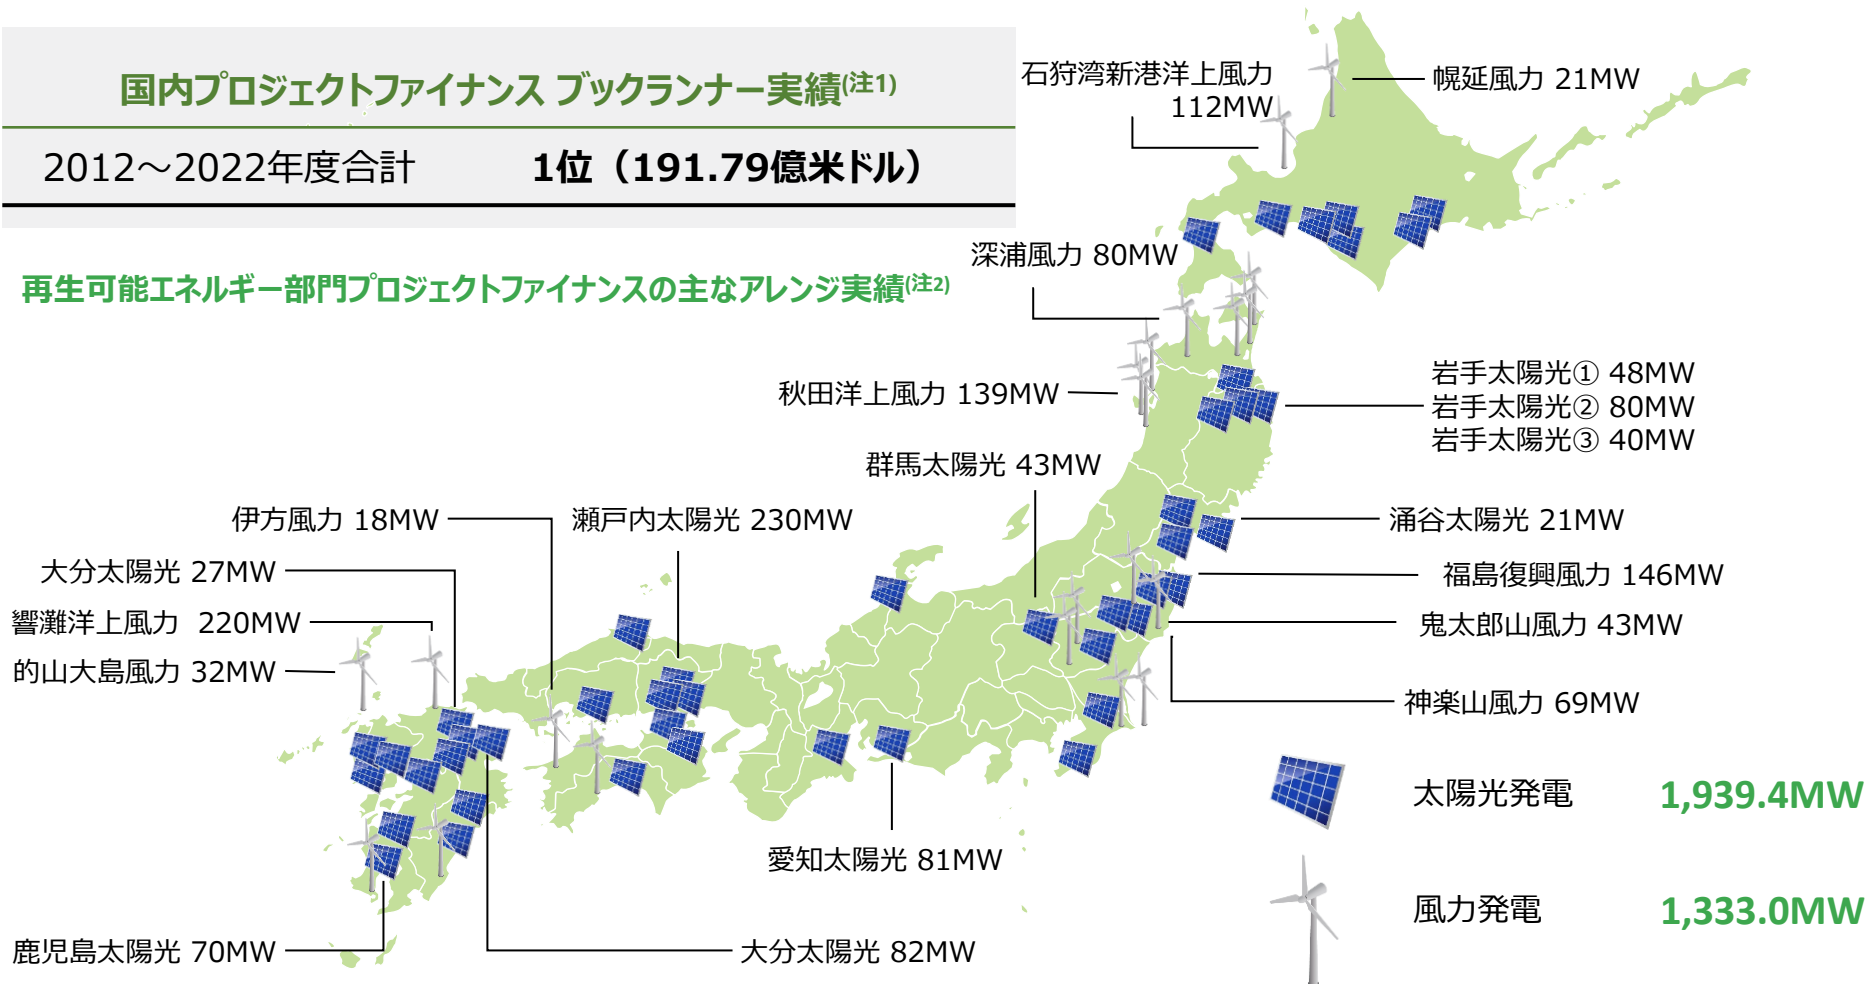 国内プロジェクトファイナンス ブックランナー実績(注1)
2012～2022年度合計 1位（191.79億米ドル）
再生可能エネルギー部門プロジェクトファイナンスの主なアレンジ実績(注2)
石狩湾新港洋上風力
112MW
幌延風力 21MW
深浦風力 80MW
秋田洋上風力 139MW
岩手太陽光① 48MW
岩手太陽光② 80MW
岩手太陽光③ 40MW
群馬太陽光 43MW
伊方風力 18MW
瀬戸内太陽光 230MW
涌谷太陽光 21MW
大分太陽光 27MW
福島復興風力 146MW
響灘洋上風力 220MW
鬼太郎山風力 43MW
的山大島風力 32MW
神楽山風力 69MW
太陽光発電 1,939.4MW
愛知太陽光 81MW
風力発電 1,333.0MW
鹿児島太陽光 70MW
大分太陽光 82MW